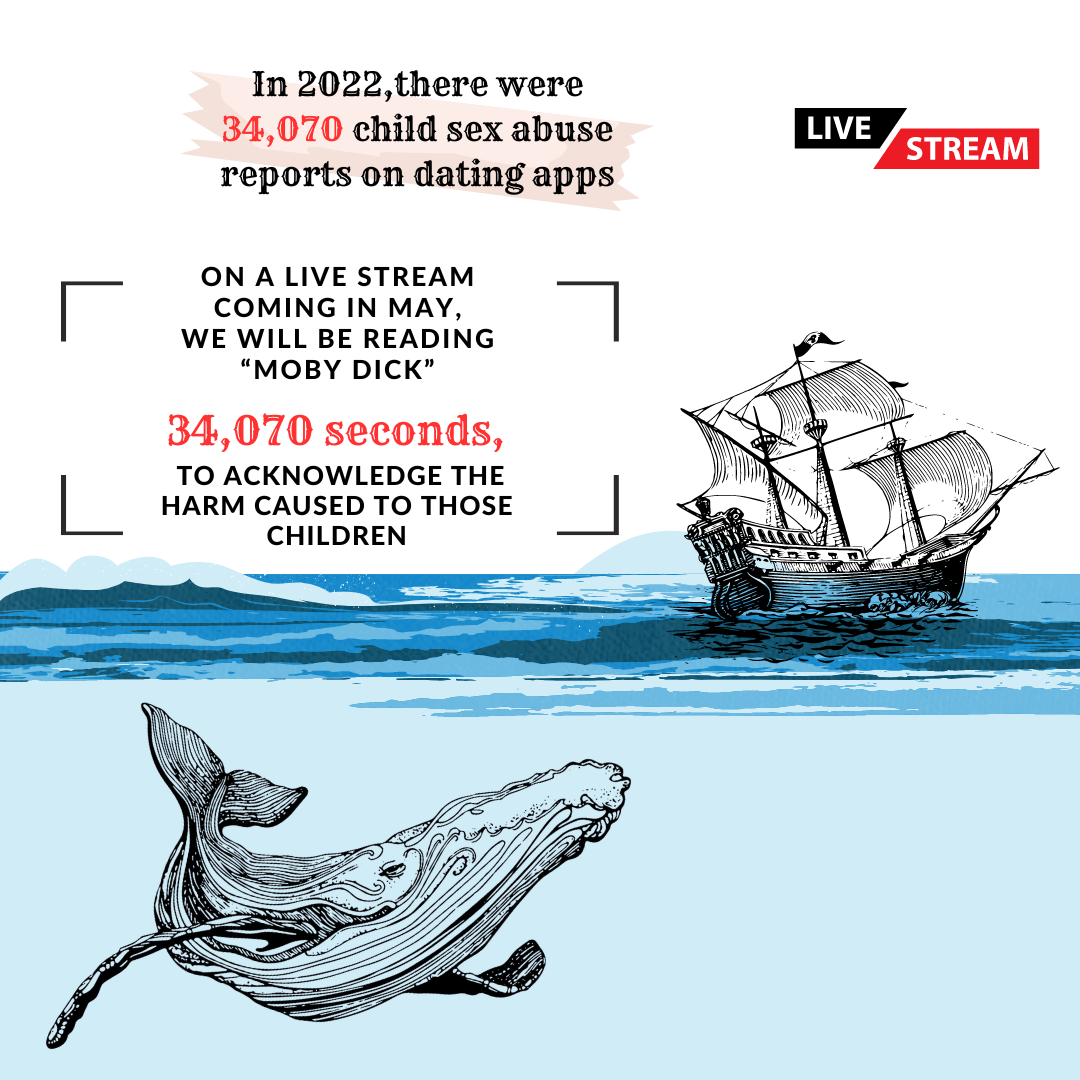 In 2022,there were
34,070 child sex abuse
reports on dating apps
LIVE
STREAM
ON A LIVE STREAM
COMING IN MAY,
WE WILL BE READING
“MOBY DICK”
34,070 seconds,
TO ACKNOWLEDGE THE
HARM CAUSED TO THOSE
CHILDREN